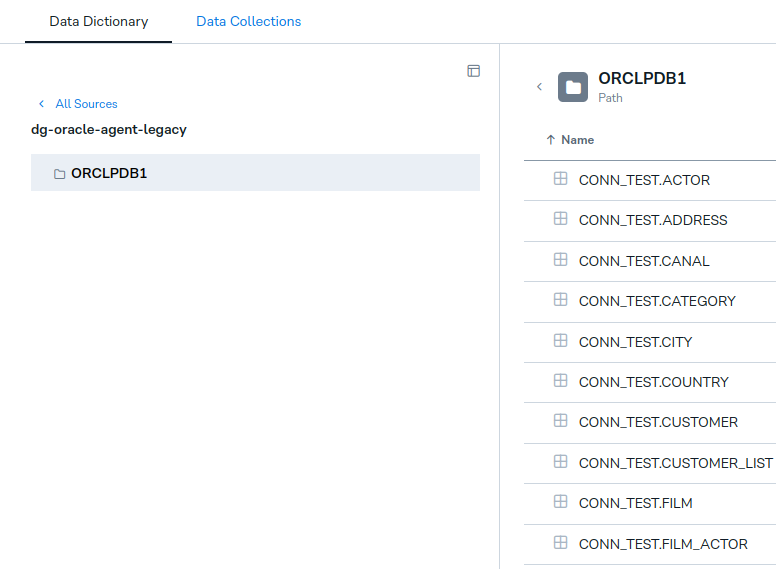 Data Dictionary
Data Collections
All Sources
dg-oracle-agent-legacy
ORCLPDB1
ORCLPDB1
Path
Name
CONN_TEST.ACTOR
CONN_TEST.ADDRESS
CONN_TEST.CANAL
CONN_TEST.CATEGORY
CONN_TEST.CITY
CONN_TEST.COUNTRY
CONN_TEST.CUSTOMER
CONN_TEST.CUSTOMER_LIST
CONN_TEST.FILM
CONN_TEST.FILM_ACTOR